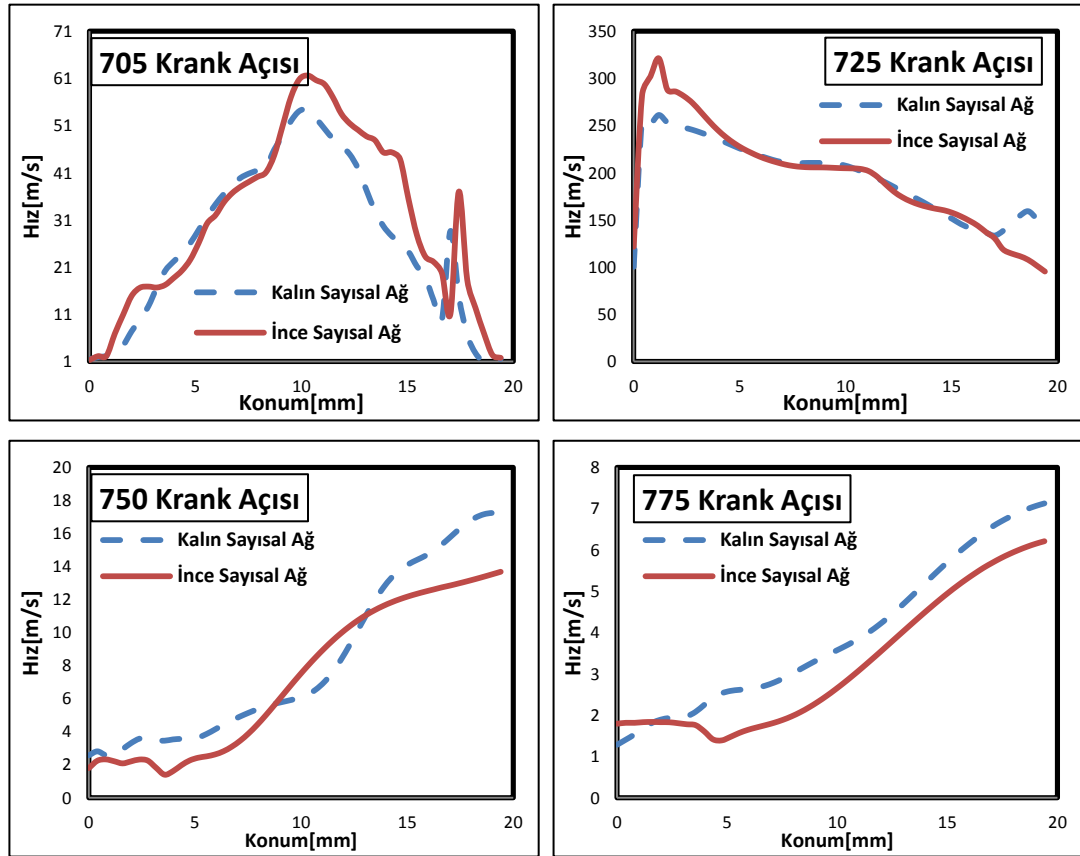 705 Krank Açısı
Hız[m/s]
71
61
51
41
31
21
11
1
Kalın Sayısal Ağ
İnce Sayısal Ağ
0 5 10 15 20
Konum[mm]
725 Krank Açısı
Hız[m/s]
350
300
250
200
150
100
50
0
Kalın Sayısal Ağ
İnce Sayısal Ağ
0 5 10 15 20
Konum[mm]
750 Krank Açısı
Hız[m/s]
20
18
16
14
12
10
8
6
4
2
0
Kalın Sayısal Ağ
İnce Sayısal Ağ
0 5 10 15 20
Konum[mm]
775 Krank Açısı
Hız[m/s]
8
7
6
5
4
3
2
1
0
Kalın Sayısal Ağ
İnce Sayısal Ağ
0 5 10 15 20
Konum[mm]